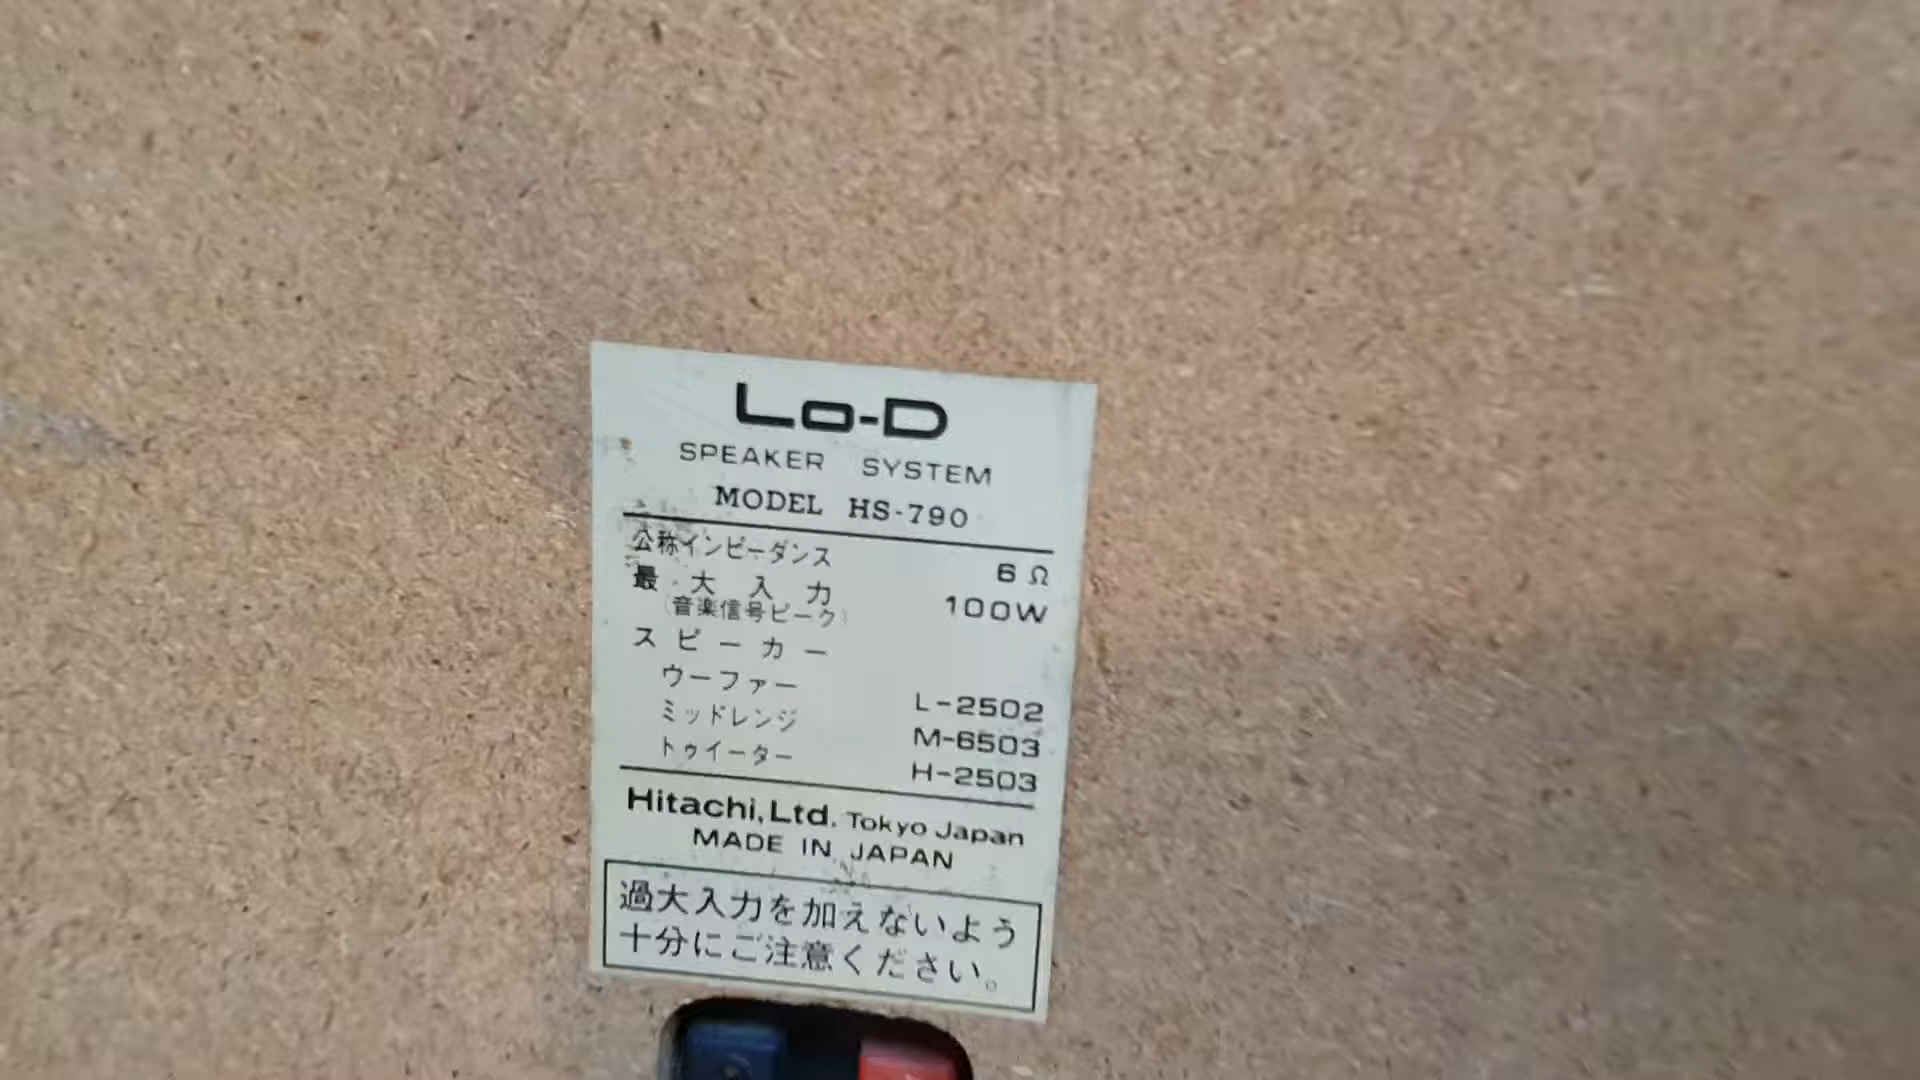 Lo-D
SPEAKER SYSTEM
MODEL HS-790
公称インピーダンス 6Ω
最大入力 100W
(音楽信号ピーク)
スピーカー
ウーファー L-2502
ミッドレンジ M-6503
トゥイーター H-2503
Hitachi, Ltd. Tokyo Japan
MADE IN JAPAN
過大入力を加えないよう
十分にご注意ください。